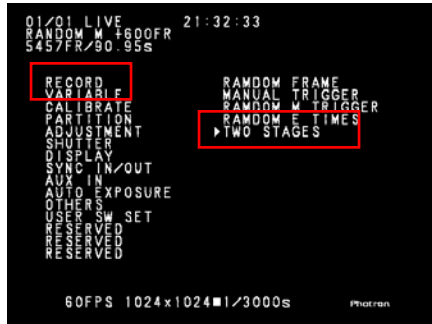 01/01 LIVE 21:32:33
RANDOM M +600FR
5457FR/90.95s
RECORD
VARIABLE
CALIBRATE
PARTITION
ADJUSTMENT
SHUTTER
DISPLAY
SYNC IN/OUT
AUX IN
AUTO EXPOSURE
OTHERS
USER SW SET
RESERVED
RESERVED
RESERVED
RAMDOM FRAME
MANUAL TRIGGER
RAMDOM M TRIGGER
RAMDOM E TIMES
▶TWO STAGES
60FPS 1024x1024■1/3000s Photron